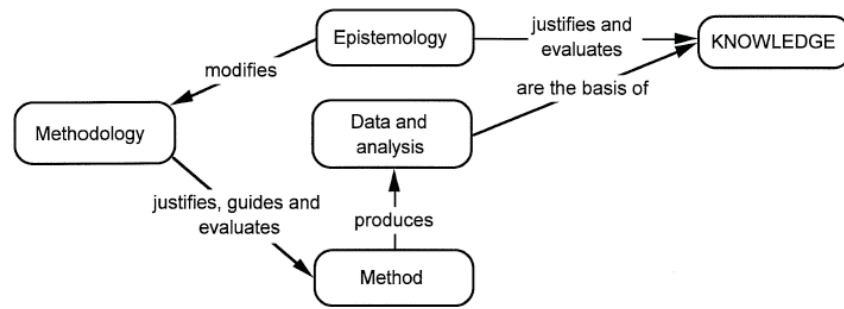 Epistemology
justifies and
evaluates
KNOWLEDGE
modifies
are the basis of
Methodology
Data and
analysis
justifies, guides and
evaluates
produces
Method